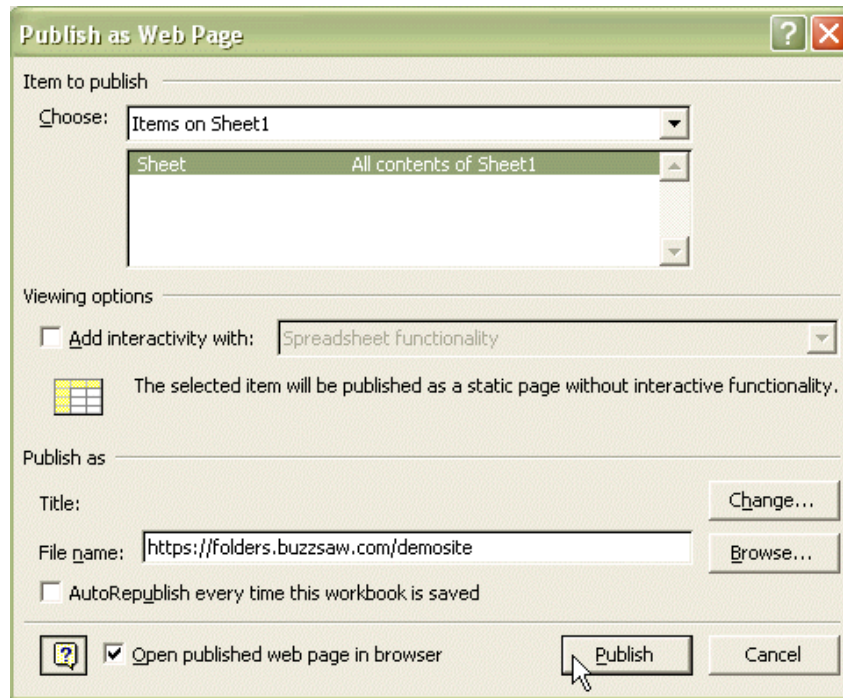 Publish as Web Page
Item to publish
Choose: Items on Sheet1
Sheet All contents of Sheet1
Viewing options
Add interactivity with: Spreadsheet functionality
The selected item will be published as a static page without interactive functionality.
Publish as
Title: Change...
File name: https://folders.buzzsaw.com/demosite Browse...
AutoRepublish every time this workbook is saved
Open published web page in browser Publish Cancel